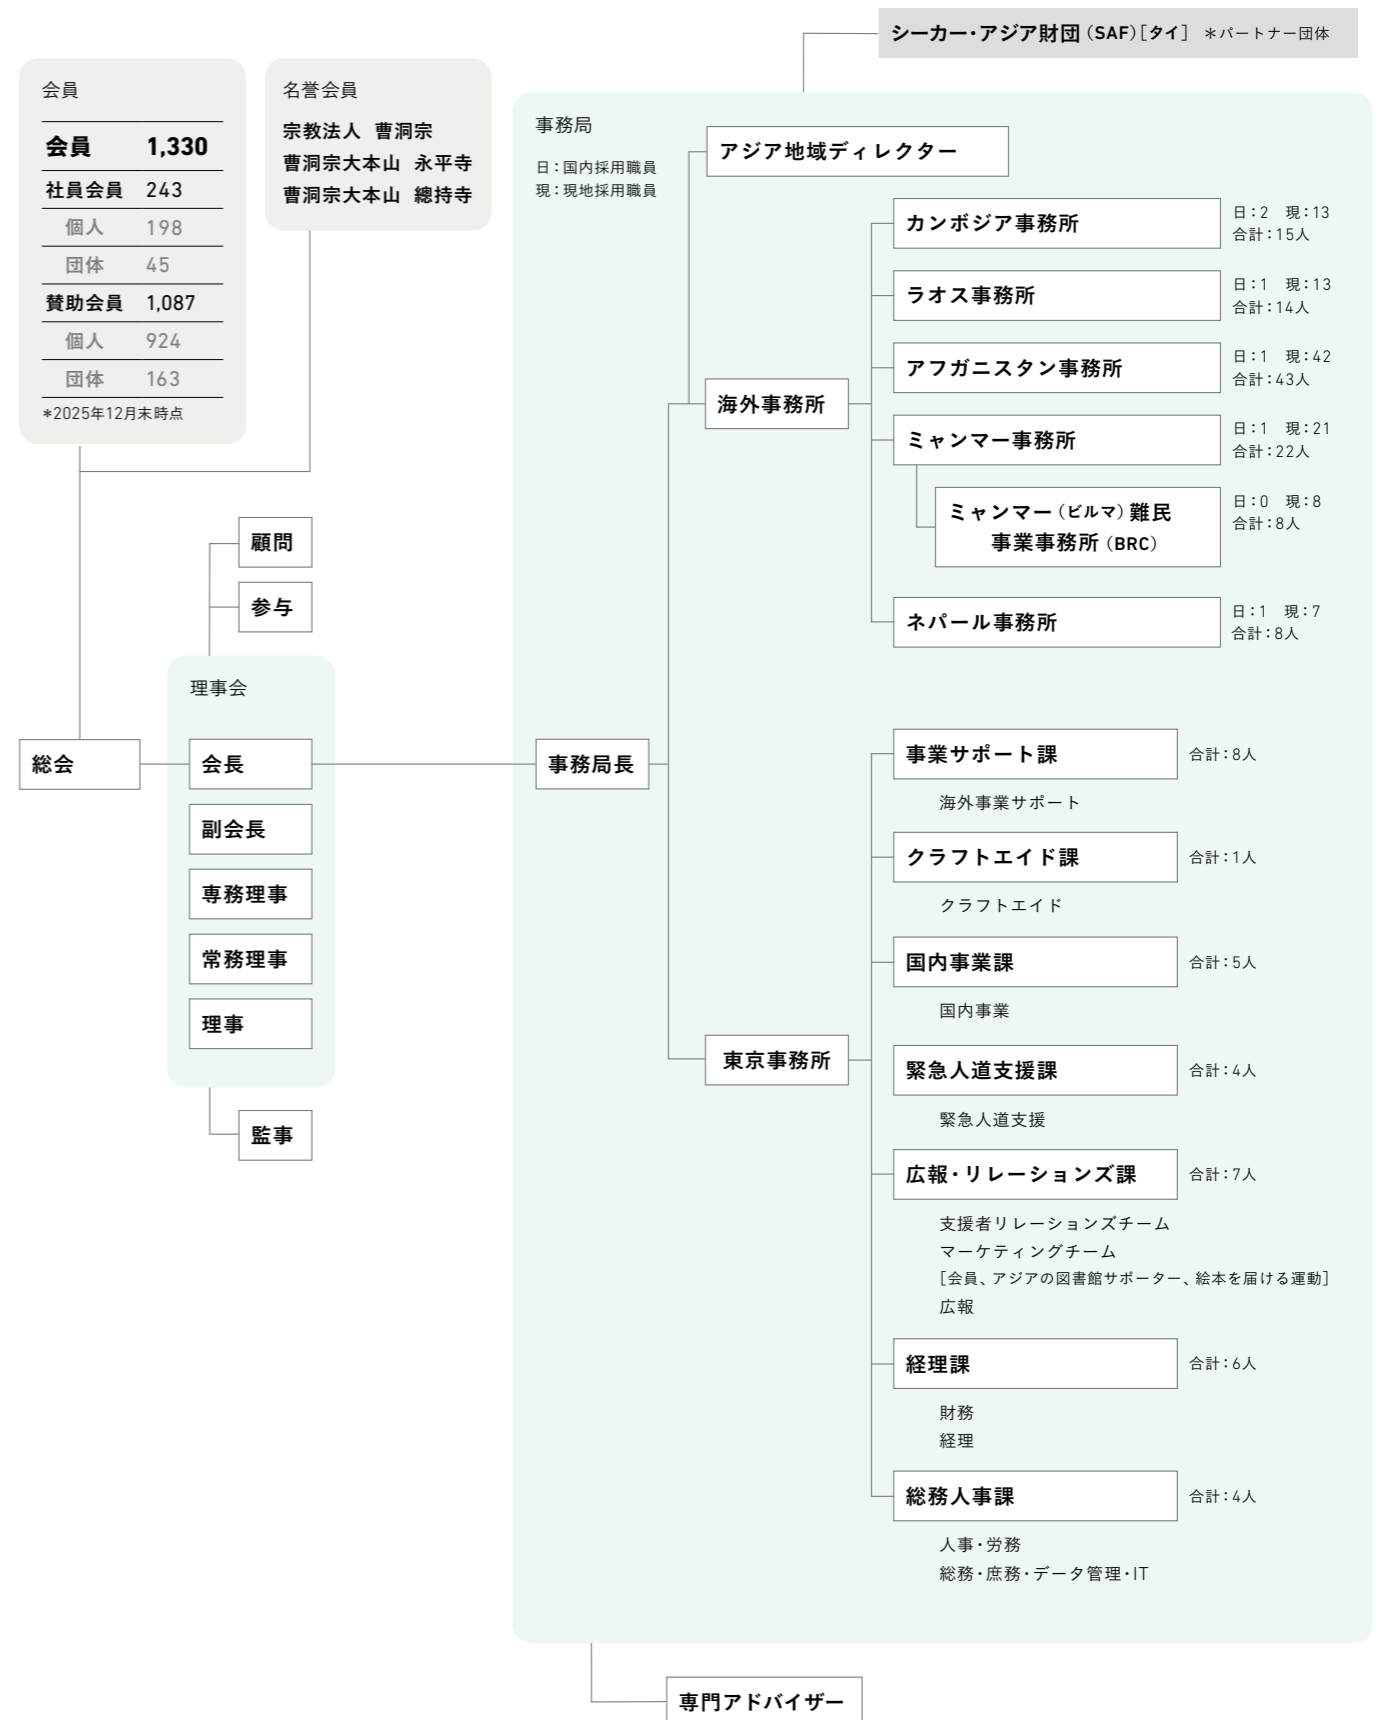 シーカー・アジア財団（SAF）[タイ] ＊パートナー団体
会員
会員 1,330
社員会員 243
個人 198
団体 45
賛助会員 1,087
個人 924
団体 163
＊2025年12月末時点
名誉会員
宗教法人 曹洞宗
曹洞宗大本山 永平寺
曹洞宗大本山 總持寺
総会
顧問
参与
理事会
会長
副会長
専務理事
常務理事
理事
監事
事務局
日：国内採用職員
現：現地採用職員
事務局長
アジア地域ディレクター
海外事務所
カンボジア事務所
日：2 現：13
合計：15人
ラオス事務所
日：1 現：13
合計：14人
アフガニスタン事務所
日：1 現：42
合計：43人
ミャンマー事務所
日：1 現：21
合計：22人
ミャンマー（ビルマ）難民
事業事務所（BRC）
日：0 現：8
合計：8人
ネパール事務所
日：1 現：7
合計：8人
東京事務所
事業サポート課
合計：8人
海外事業サポート
クラフトエイド課
合計：1人
クラフトエイド
国内事業課
合計：5人
国内事業
緊急人道支援課
合計：4人
緊急人道支援
広報・リレーションズ課
合計：7人
支援者リレーションズチーム
マーケティングチーム
［会員、アジアの図書館サポーター、絵本を届ける運動］
広報
経理課
合計：6人
財務
経理
総務人事課
合計：4人
人事・労務
総務・庶務・データ管理・IT
専門アドバイザー